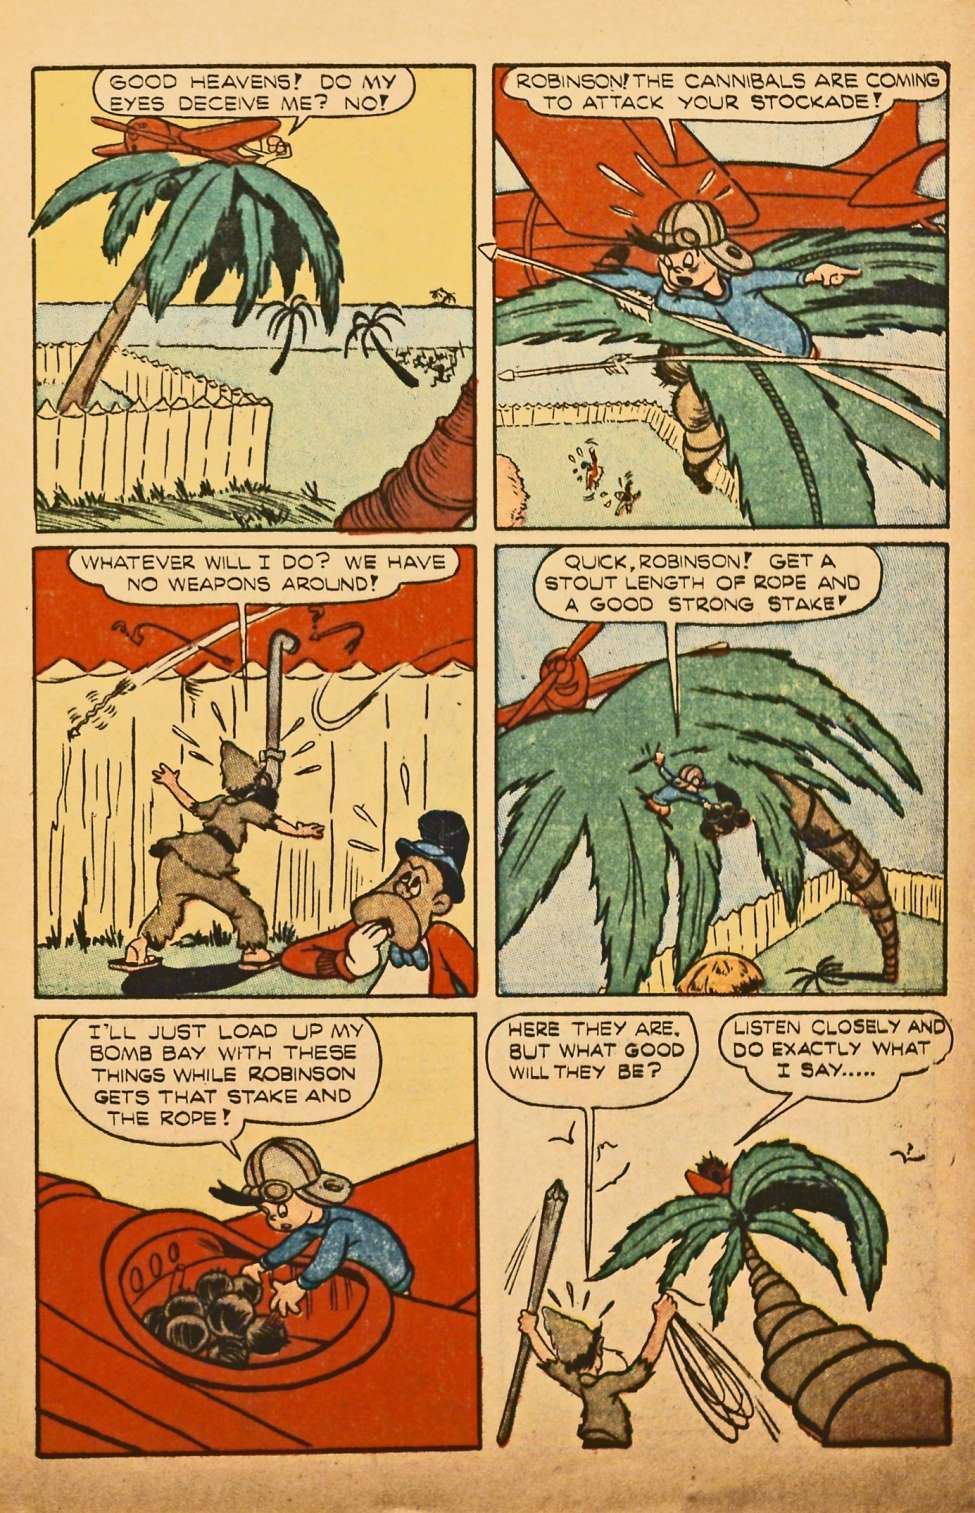 GOOD HEAVENS! DO MY
EYES DECEIVE ME? NO!
ROBINSON! THE CANNIBALS ARE COMING
TO ATTACK YOUR STOCKADE!
WHATEVER WILL I DO? WE HAVE
NO WEAPONS AROUND!
QUICK, ROBINSON! GET A
STOUT LENGTH OF ROPE AND
A GOOD STRONG STAKE!
I'LL JUST LOAD UP MY
BOMB BAY WITH THESE
THINGS WHILE ROBINSON
GETS THAT STAKE AND
THE ROPE!
HERE THEY ARE.
BUT WHAT GOOD
WILL THEY BE?
LISTEN CLOSELY AND
DO EXACTLY WHAT
I SAY.....